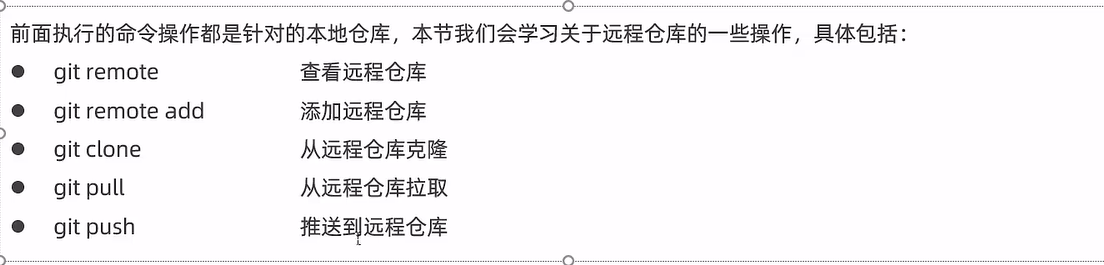 前面执行的命令操作都是针对的本地仓库，本节我们会学习关于远程仓库的一些操作，具体包括：
● git remote 查看远程仓库
● git remote add 添加远程仓库
● git clone 从远程仓库克隆
● git pull 从远程仓库拉取
● git push 推送到远程仓库